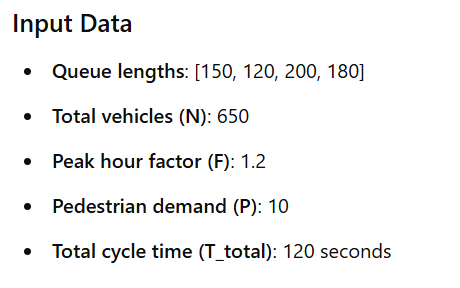 Input Data
• Queue lengths: [150, 120, 200, 180]
• Total vehicles (N): 650
• Peak hour factor (F): 1.2
• Pedestrian demand (P): 10
• Total cycle time (T_total): 120 seconds